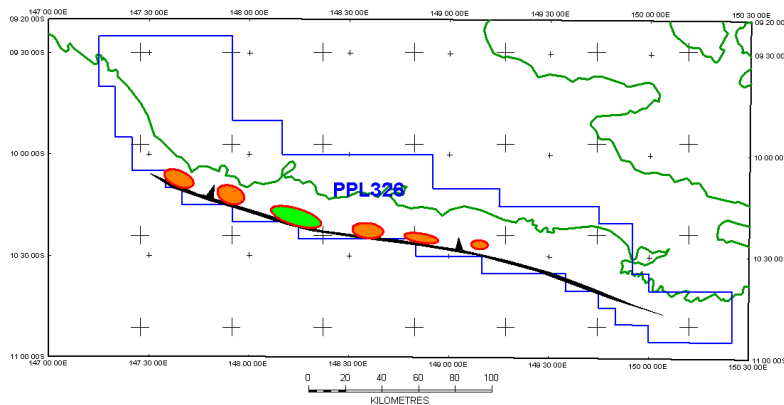 147 00 00E 147 30 00E 148 00 00E 148 30 00E 149 00 00E 149 30 00E 150 00 00E 150 30 00E
09 20 00S 09 20 00S
09 30 00S 09 30 00S
10 00 00S 10 00 00S
PPL326
10 30 00S 10 30 00S
11 00 00S 11 00 00S
147 00 00E 147 30 00E 148 00 00E 148 30 00E 149 00 00E 149 30 00E 150 00 00E 150 30 00E
0 20 40 60 80 100
KILOMETRES